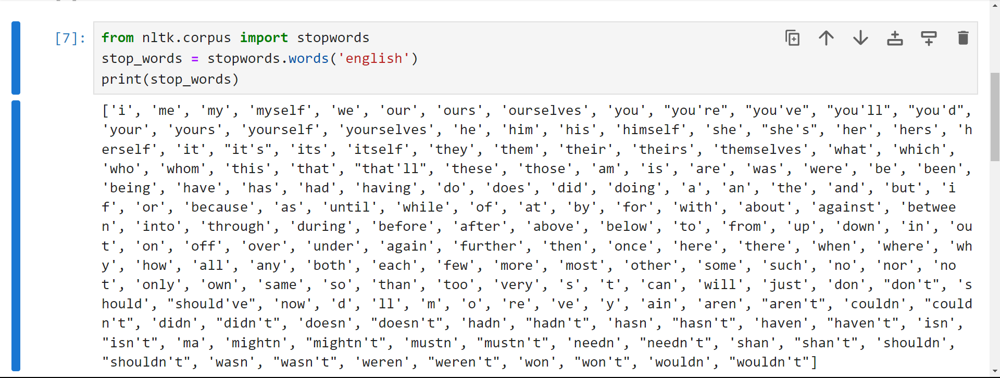 [7]:
from nltk.corpus import stopwords
stop_words = stopwords.words('english')
print(stop_words)
['i', 'me', 'my', 'myself', 'we', 'our', 'ours', 'ourselves', 'you', "you're", "you've", "you'll", "you'd",
'your', 'yours', 'yourself', 'yourselves', 'he', 'him', 'his', 'himself', 'she', "she's", 'her', 'hers', 'h
erself', 'it', "it's", 'its', 'itself', 'they', 'them', 'their', 'theirs', 'themselves', 'what', 'which',
'who', 'whom', 'this', 'that', "that'll", 'these', 'those', 'am', 'is', 'are', 'was', 'were', 'be', 'been',
'being', 'have', 'has', 'had', 'having', 'do', 'does', 'did', 'doing', 'a', 'an', 'the', 'and', 'but', 'i
f', 'or', 'because', 'as', 'until', 'while', 'of', 'at', 'by', 'for', 'with', 'about', 'against', 'betwee
n', 'into', 'through', 'during', 'before', 'after', 'above', 'below', 'to', 'from', 'up', 'down', 'in', 'ou
t', 'on', 'off', 'over', 'under', 'again', 'further', 'then', 'once', 'here', 'there', 'when', 'where', 'wh
y', 'how', 'all', 'any', 'both', 'each', 'few', 'more', 'most', 'other', 'some', 'such', 'no', 'nor', 'no
t', 'only', 'own', 'same', 'so', 'than', 'too', 'very', 's', 't', 'can', 'will', 'just', 'don', "don't", 's
hould', "should've", 'now', 'd', 'll', 'm', 'o', 're', 've', 'y', 'ain', 'aren', "aren't", 'couldn', "could
n't", 'didn', "didn't", 'doesn', "doesn't", 'hadn', "hadn't", 'hasn', "hasn't", 'haven', "haven't", 'isn',
"isn't", 'ma', 'mightn', "mightn't", 'mustn', "mustn't", 'needn', "needn't", 'shan', "shan't", 'shouldn',
"shouldn't", 'wasn', "wasn't", 'weren', "weren't", 'won', "won't", 'wouldn', "wouldn't"]